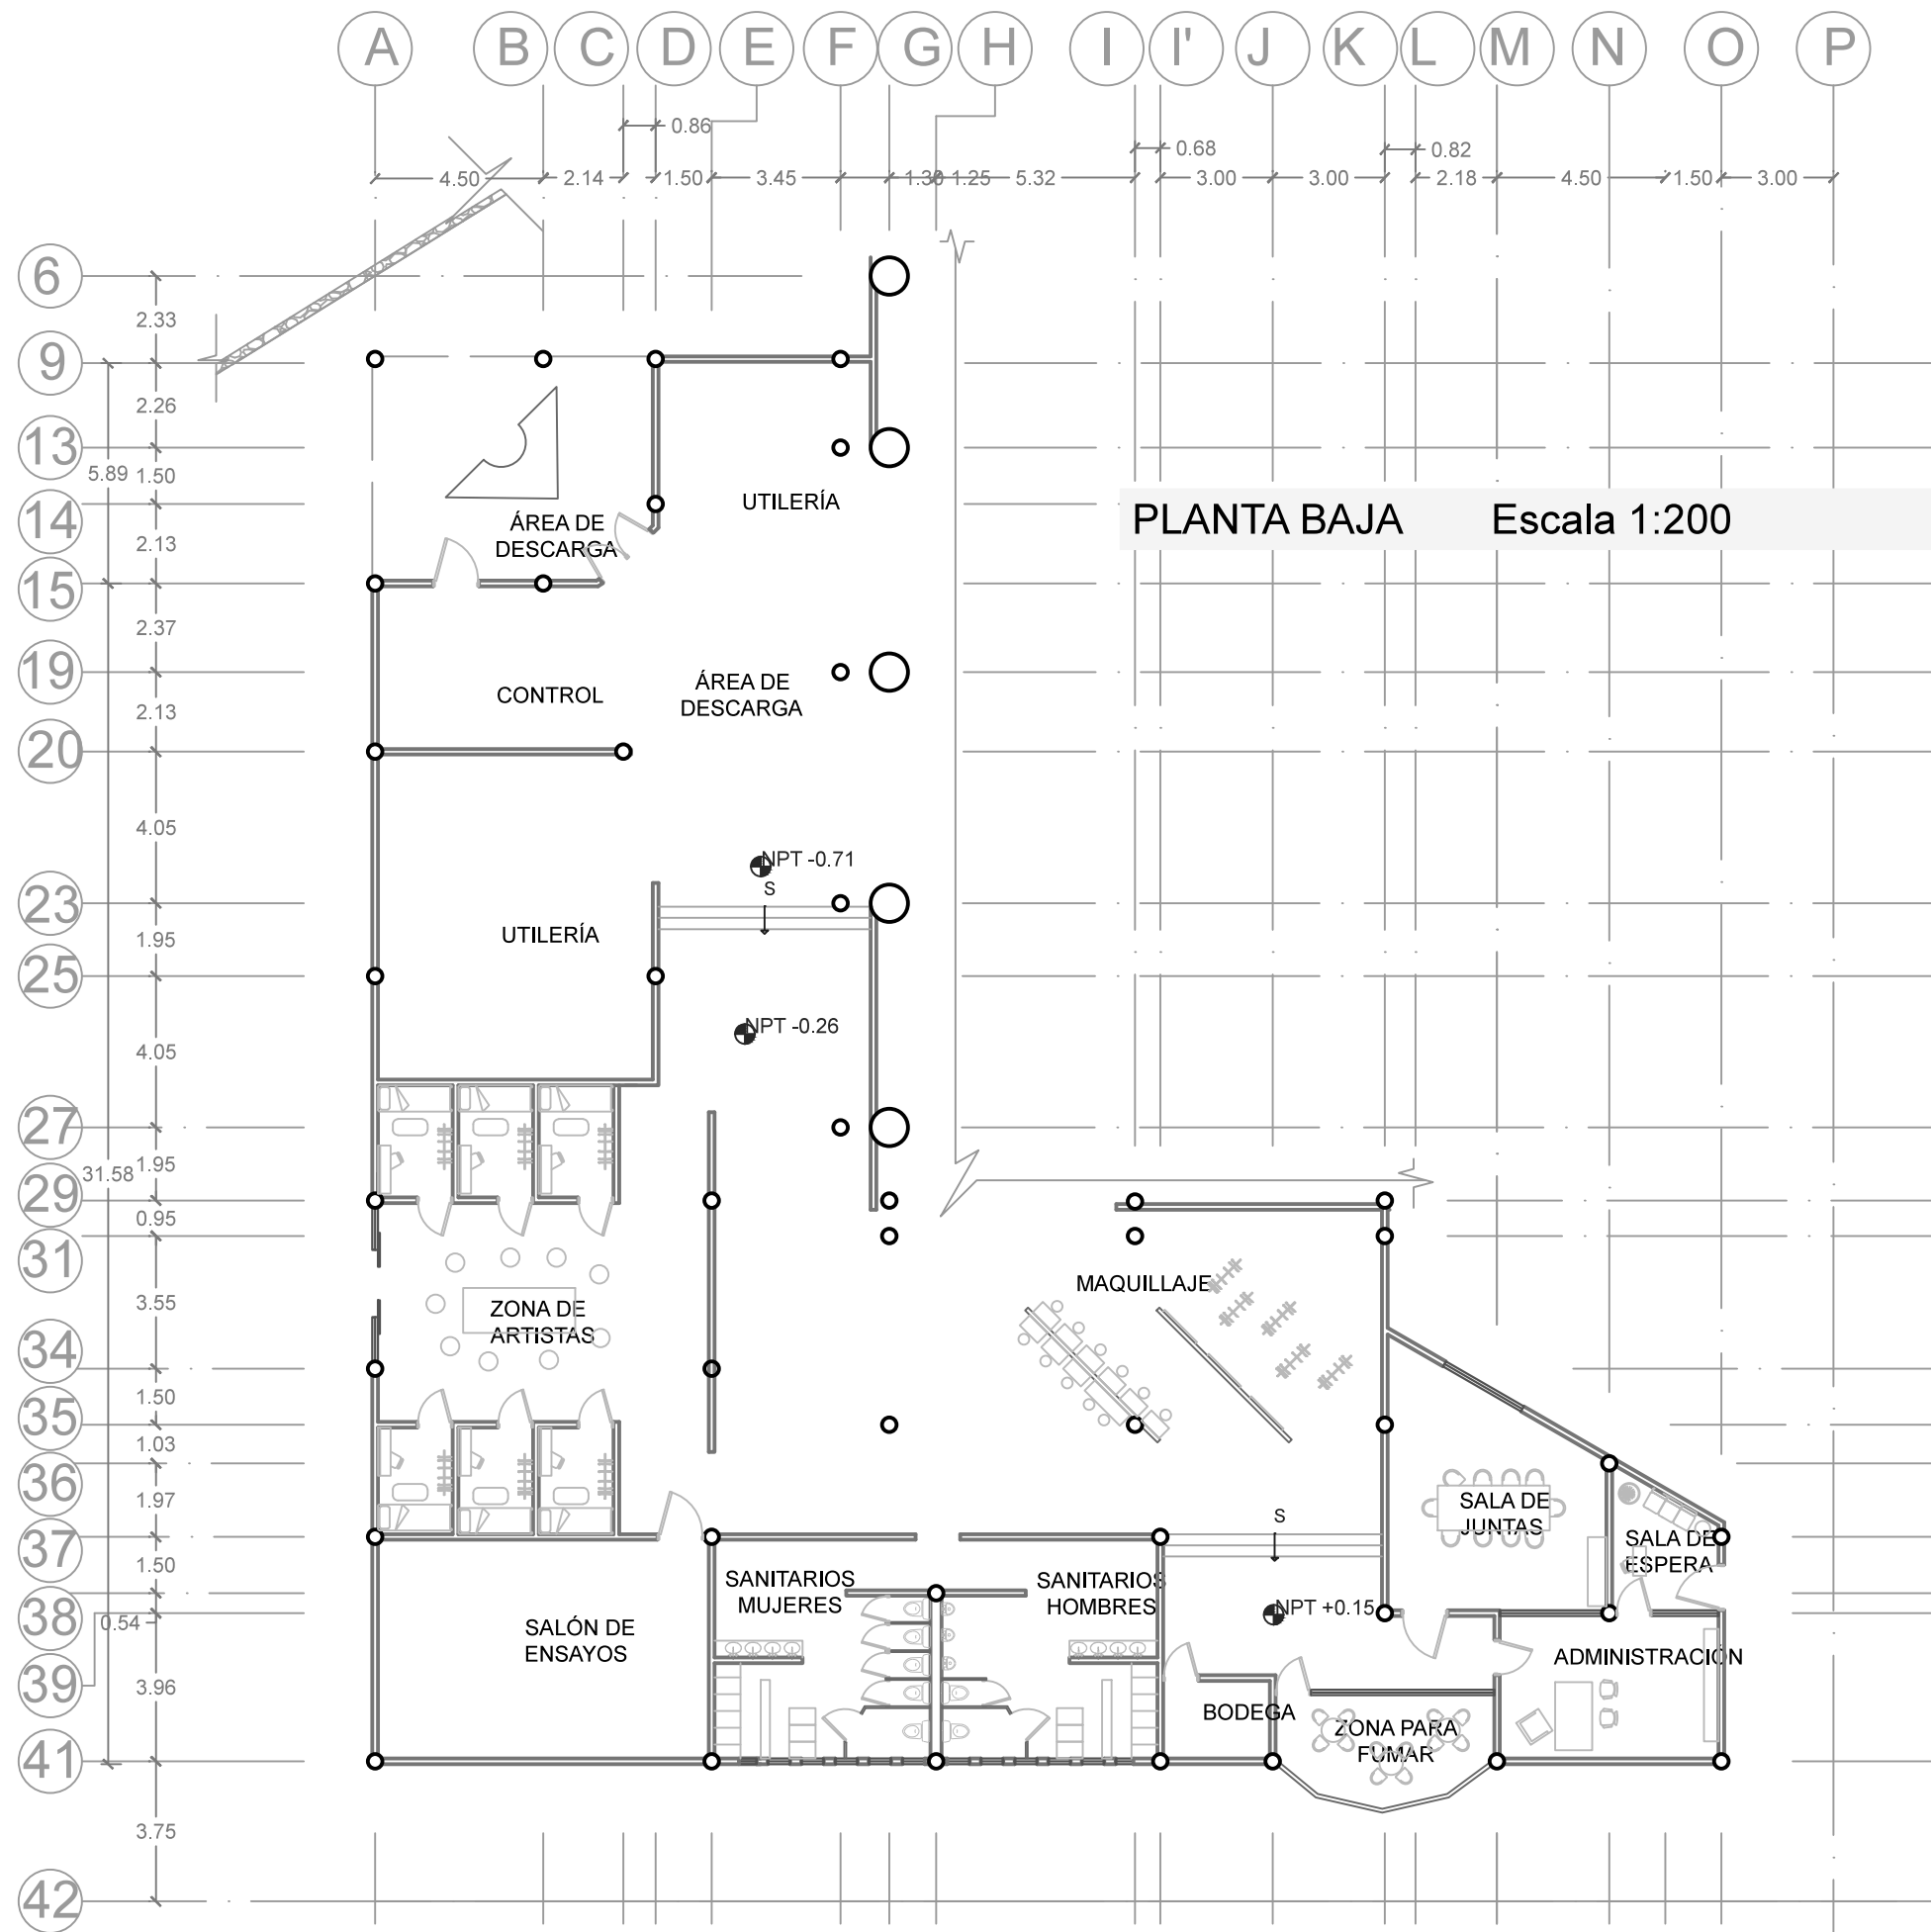 A B C D E F G H I I' J K L M N O P
0.86
0.68
0.82
4.50 2.14 1.50 3.45 1.30 1.25 5.32 3.00 3.00 2.18 4.50 1.50 3.00
6
2.33
9
2.26
13
5.89 1.50
14
2.13
15
2.37
19
2.13
20
4.05
23
1.95
25
4.05
27
1.95
31.58
29
0.95
31
3.55
34
1.50
35
1.03
36
1.97
37
1.50
38
0.54
39
3.96
41
3.75
42
UTILERÍA
PLANTA BAJA Escala 1:200
ÁREA DE
DESCARGA
CONTROL
ÁREA DE
DESCARGA
NPT -0.71
S
UTILERÍA
NPT -0.26
MAQUILLAJE
ZONA DE
ARTISTAS
SALA DE
JUNTAS
S
SALA DE
ESPERA
SANITARIOS
MUJERES
SANITARIOS
HOMBRES
NPT +0.15
SALÓN DE
ENSAYOS
ADMINISTRACIÓN
BODEGA
ZONA PARA
FUMAR